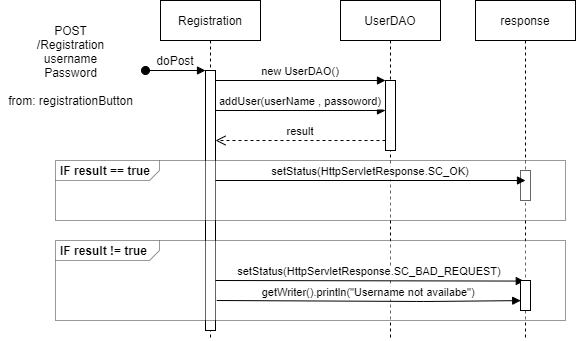 Registration
UserDAO
response
POST
/Registration
username
Password
from: registrationButton
doPost
new UserDAO()
addUser(userName , passoword)
result
IF result == true
setStatus(HttpServletResponse.SC_OK)
IF result != true
setStatus(HttpServletResponse.SC_BAD_REQUEST)
getWriter().println("Username not availabe")